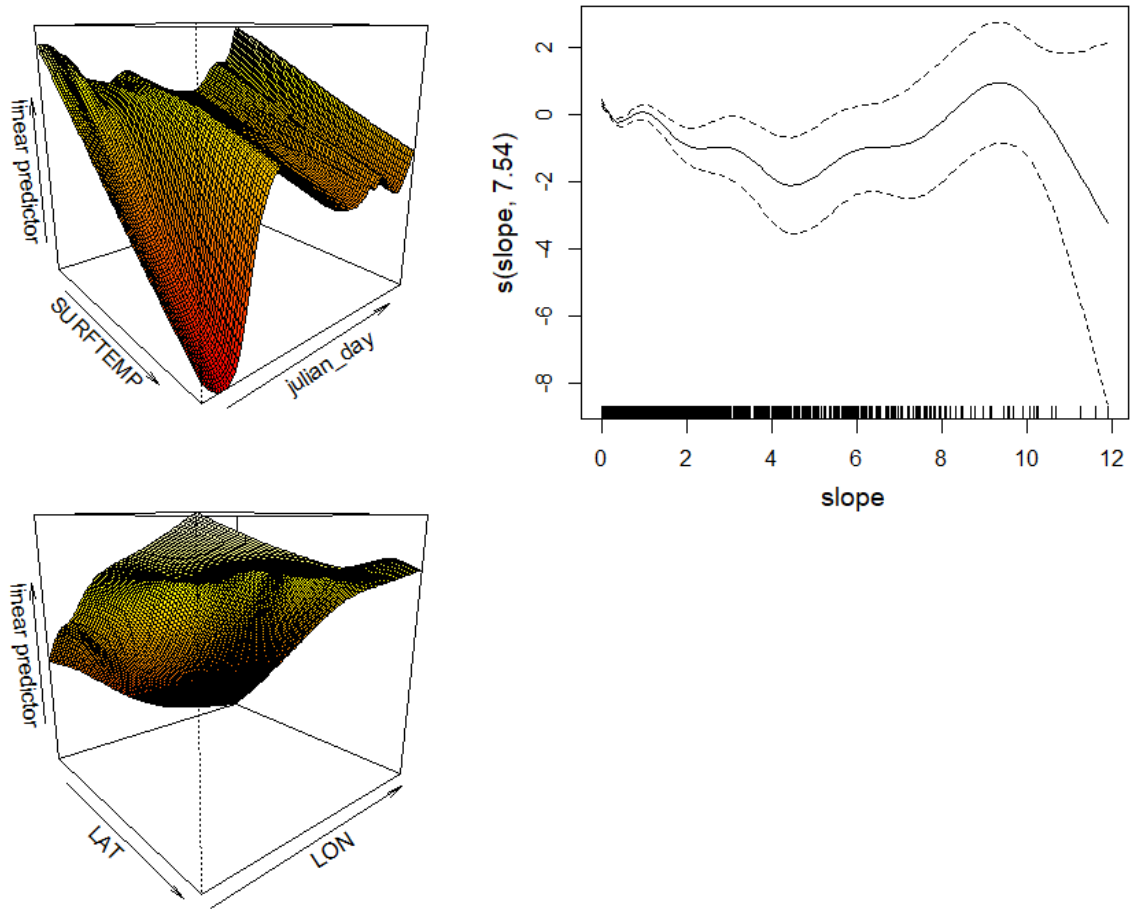 linear predictor
SURFTEMP
julian_day
s(slope, 7.54)
2
0
-2
-4
-6
-8
0 2 4 6 8 10 12
slope
linear predictor
LAT
LON